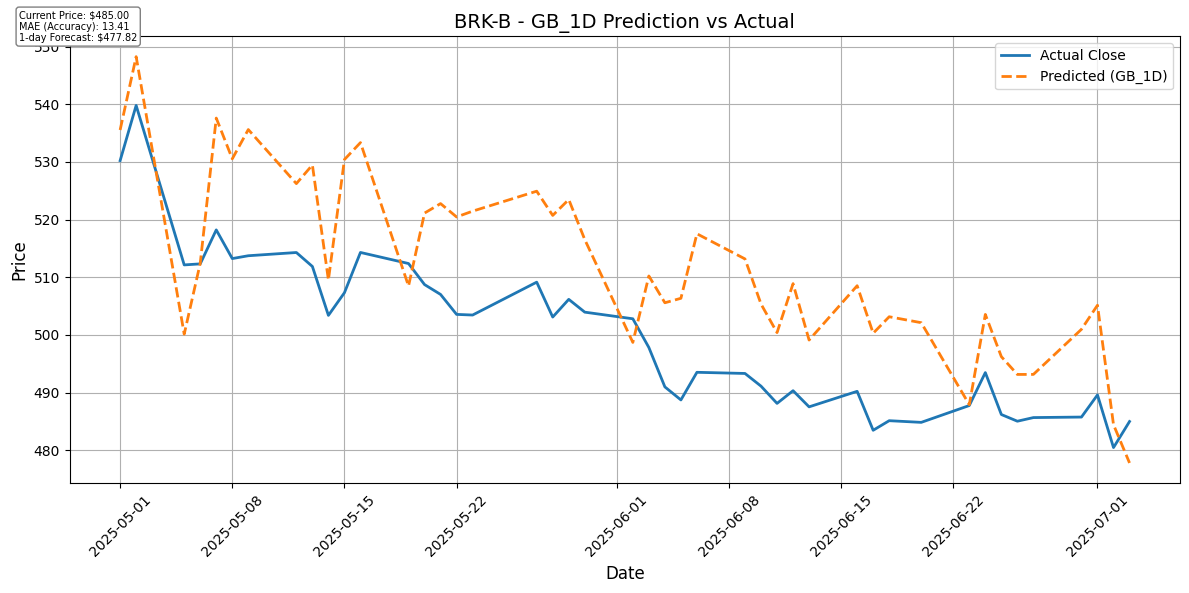 BRK-B - GB_1D Prediction vs Actual
Current Price: $485.00
MAE (Accuracy): 13.41
1-day Forecast: $477.82
Actual Close
Predicted (GB_1D)
Price
550
540
530
520
510
500
490
480
2025-05-01
2025-05-08
2025-05-15
2025-05-22
2025-06-01
2025-06-08
2025-06-15
2025-06-22
2025-07-01
Date